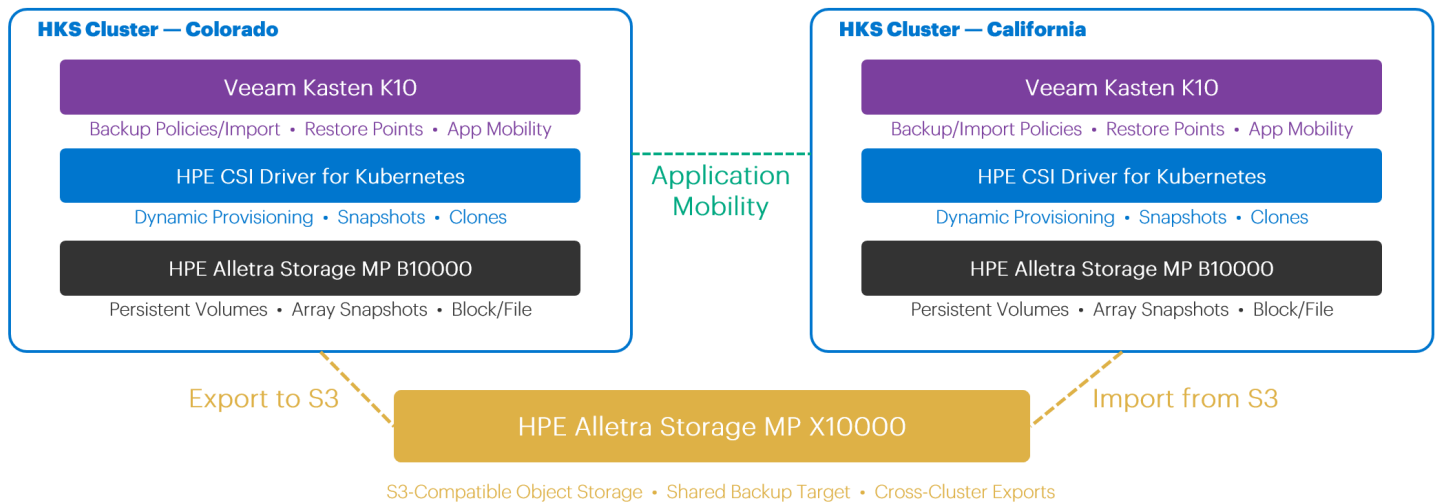 HKS Cluster — Colorado
Veeam Kasten K10
Backup Policies/Import • Restore Points • App Mobility
HPE CSI Driver for Kubernetes
Dynamic Provisioning • Snapshots • Clones
HPE Alletra Storage MP B10000
Persistent Volumes • Array Snapshots • Block/File
Application
Mobility
HKS Cluster — California
Veeam Kasten K10
Backup/Import Policies • Restore Points • App Mobility
HPE CSI Driver for Kubernetes
Dynamic Provisioning • Snapshots • Clones
HPE Alletra Storage MP B10000
Persistent Volumes • Array Snapshots • Block/File
Export to S3
Import from S3
HPE Alletra Storage MP X10000
S3-Compatible Object Storage • Shared Backup Target • Cross-Cluster Exports